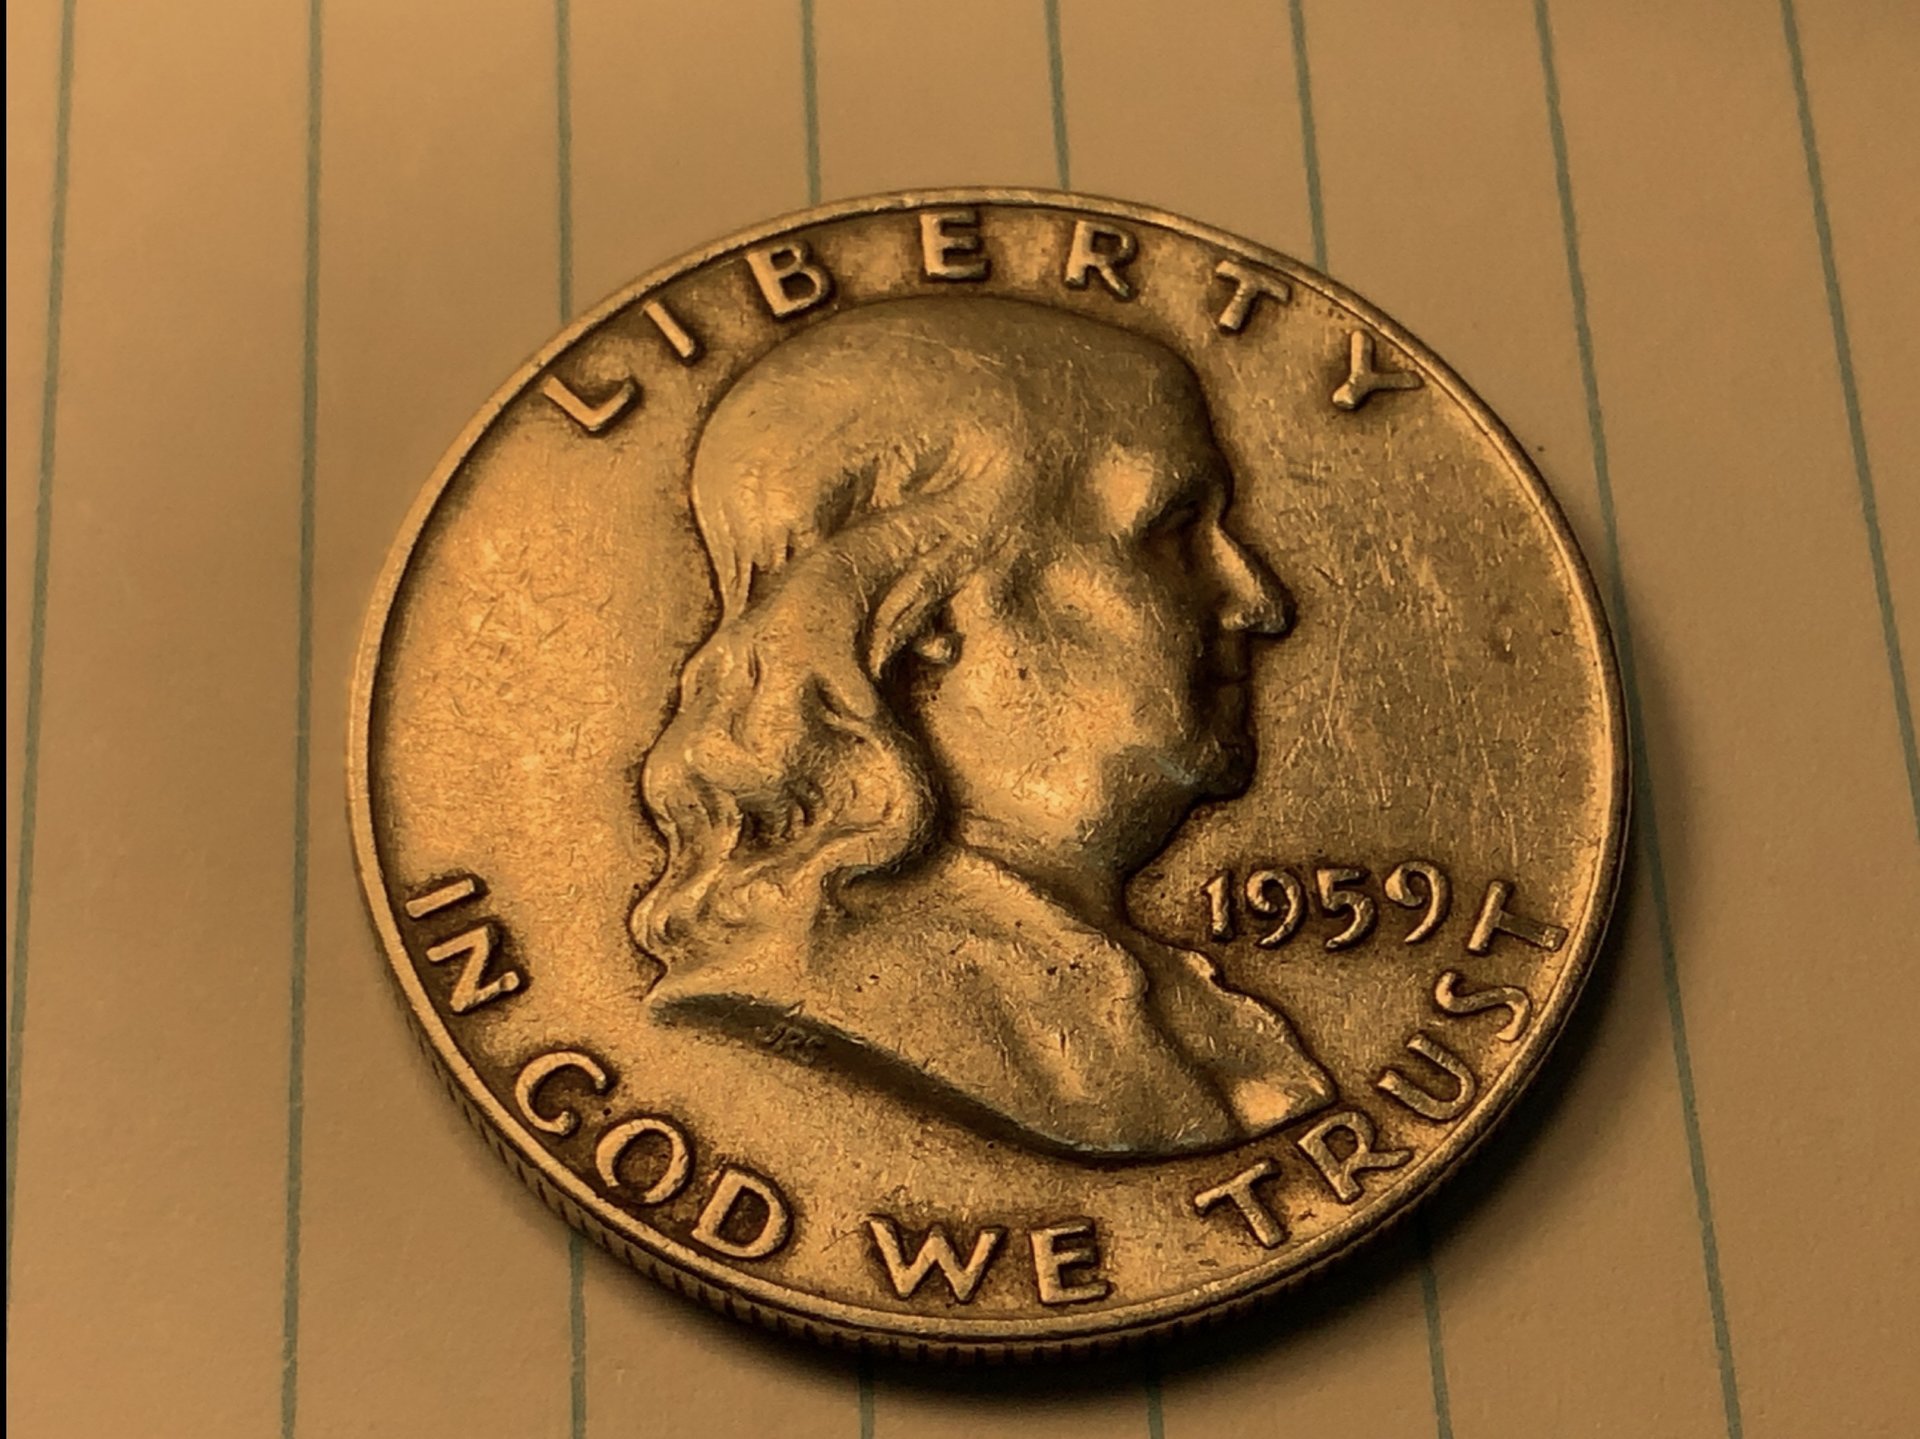 LIBERTY
1959
IN GOD WE TRUST
JRS